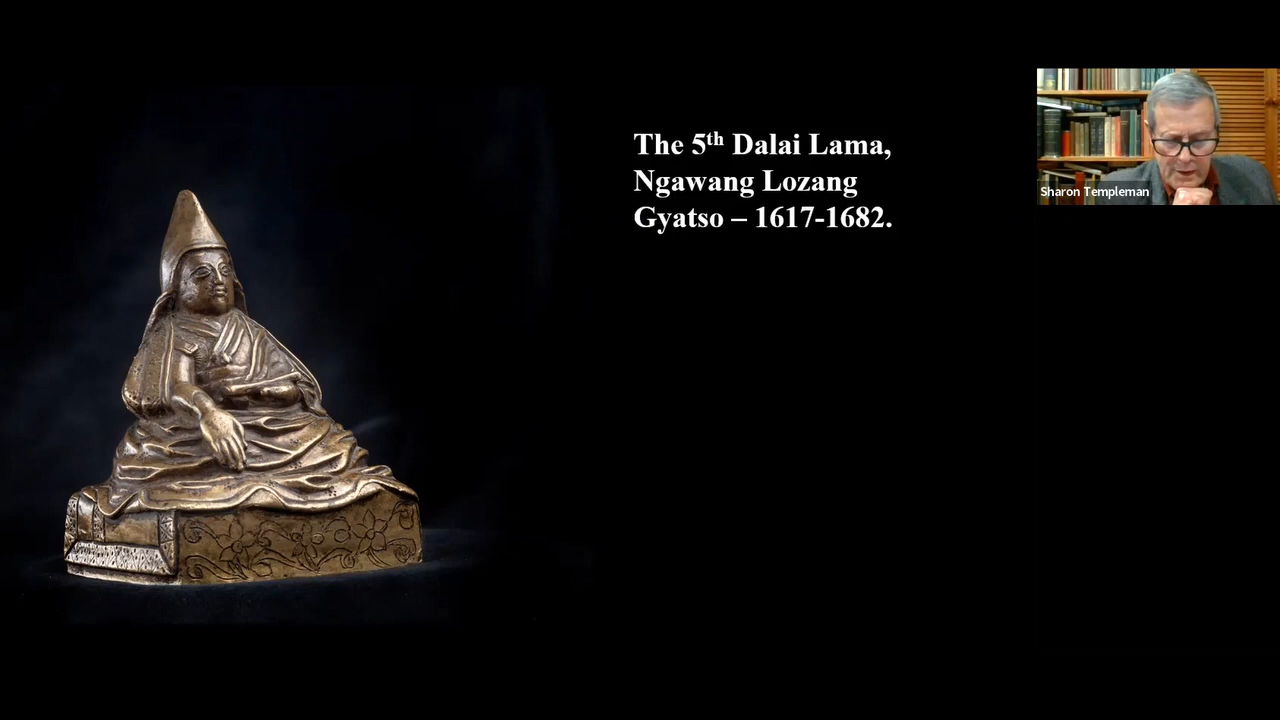 The 5th Dalai Lama,
Ngawang Lozang
Gyatso – 1617-1682.
Sharon Templeman